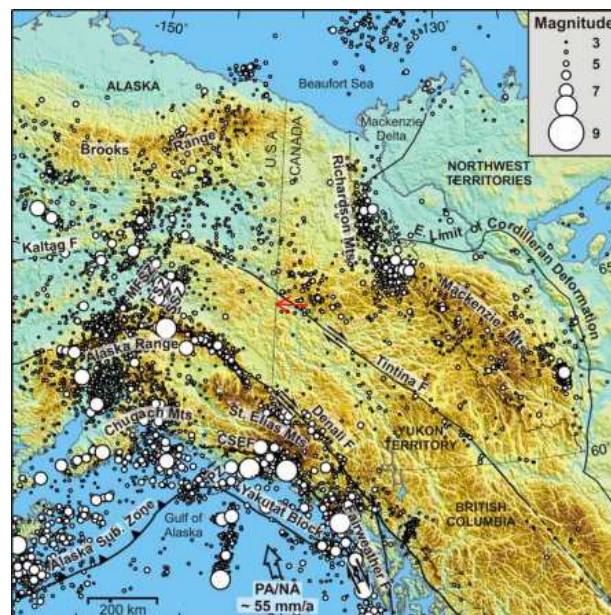 -150°
-130°
Magnitude
3
5
7
9
ALASKA
Beaufort Sea
Mackenzie
Delta
Brooks
Range
U.S.A
CANADA
NORTHWEST
TERRITORIES
Richardson Mts.
Kaltag F
E. Limit of Cordilleran Deformation
MFSZ
FSZ
Mackenzie Mts.
Alaska Range
Tintina F
Chugach Mts
St. Elias Mts.
Denali F
YUKON
TERRITORY
60°
CSEF
Yakutat Block
BRITISH
COLUMBIA
Fairweather F
Alaska Sub. Zone
Gulf of
Alaska
PA/NA
~ 55 mm/a
200 km